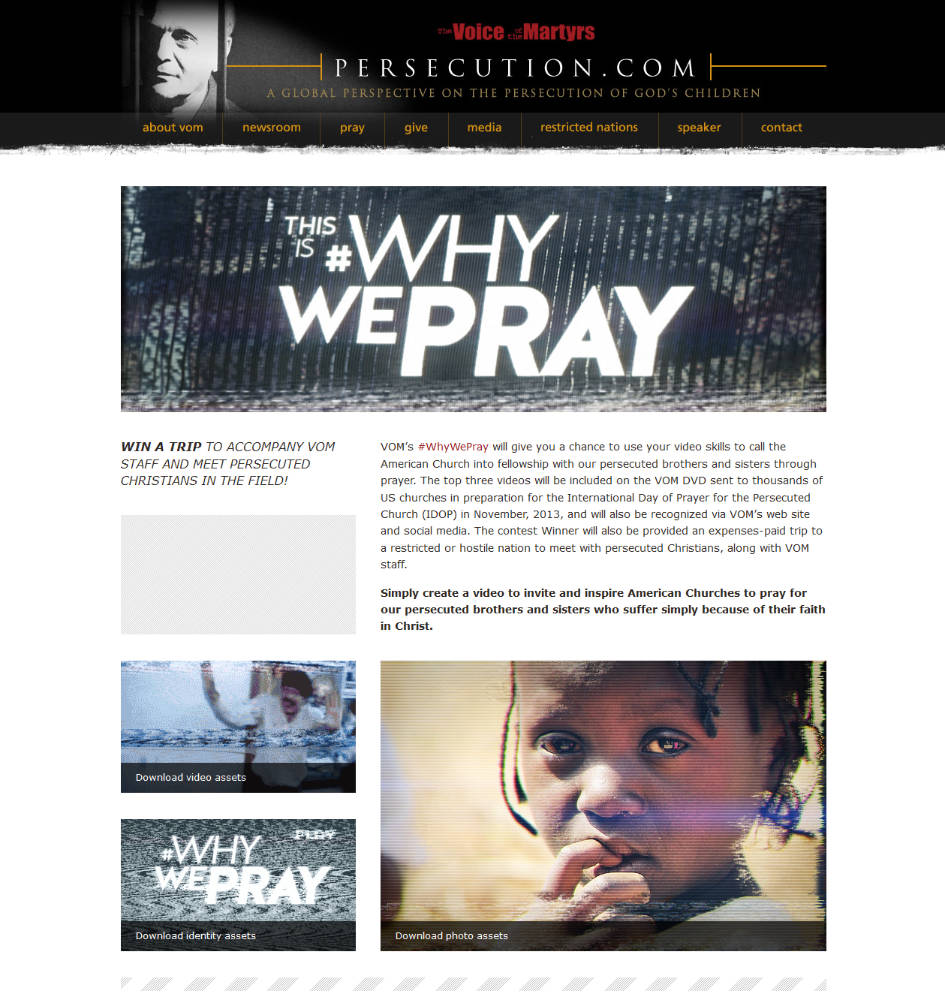 The Voice of the Martyrs
PERSECUTION.COM
A GLOBAL PERSPECTIVE ON THE PERSECUTION OF GOD'S CHILDREN
about vom newsroom pray give media restricted nations speaker contact
THIS IS #WHY
WE PRAY
WIN A TRIP TO ACCOMPANY VOM
STAFF AND MEET PERSECUTED
CHRISTIANS IN THE FIELD!
VOM's #WhyWePray will give you a chance to use your video skills to call the
American Church into fellowship with our persecuted brothers and sisters through
prayer. The top three videos will be included on the VOM DVD sent to thousands of
US churches in preparation for the International Day of Prayer for the Persecuted
Church (IDOP) in November, 2013, and will also be recognized via VOM's web site
and social media. The contest Winner will also be provided an expenses-paid trip to
a restricted or hostile nation to meet with persecuted Christians, along with VOM
staff.
Simply create a video to invite and inspire American Churches to pray for
our persecuted brothers and sisters who suffer simply because of their faith
in Christ.
Download video assets
PLAY
#WHY
WE PRAY
Download identity assets
Download photo assets